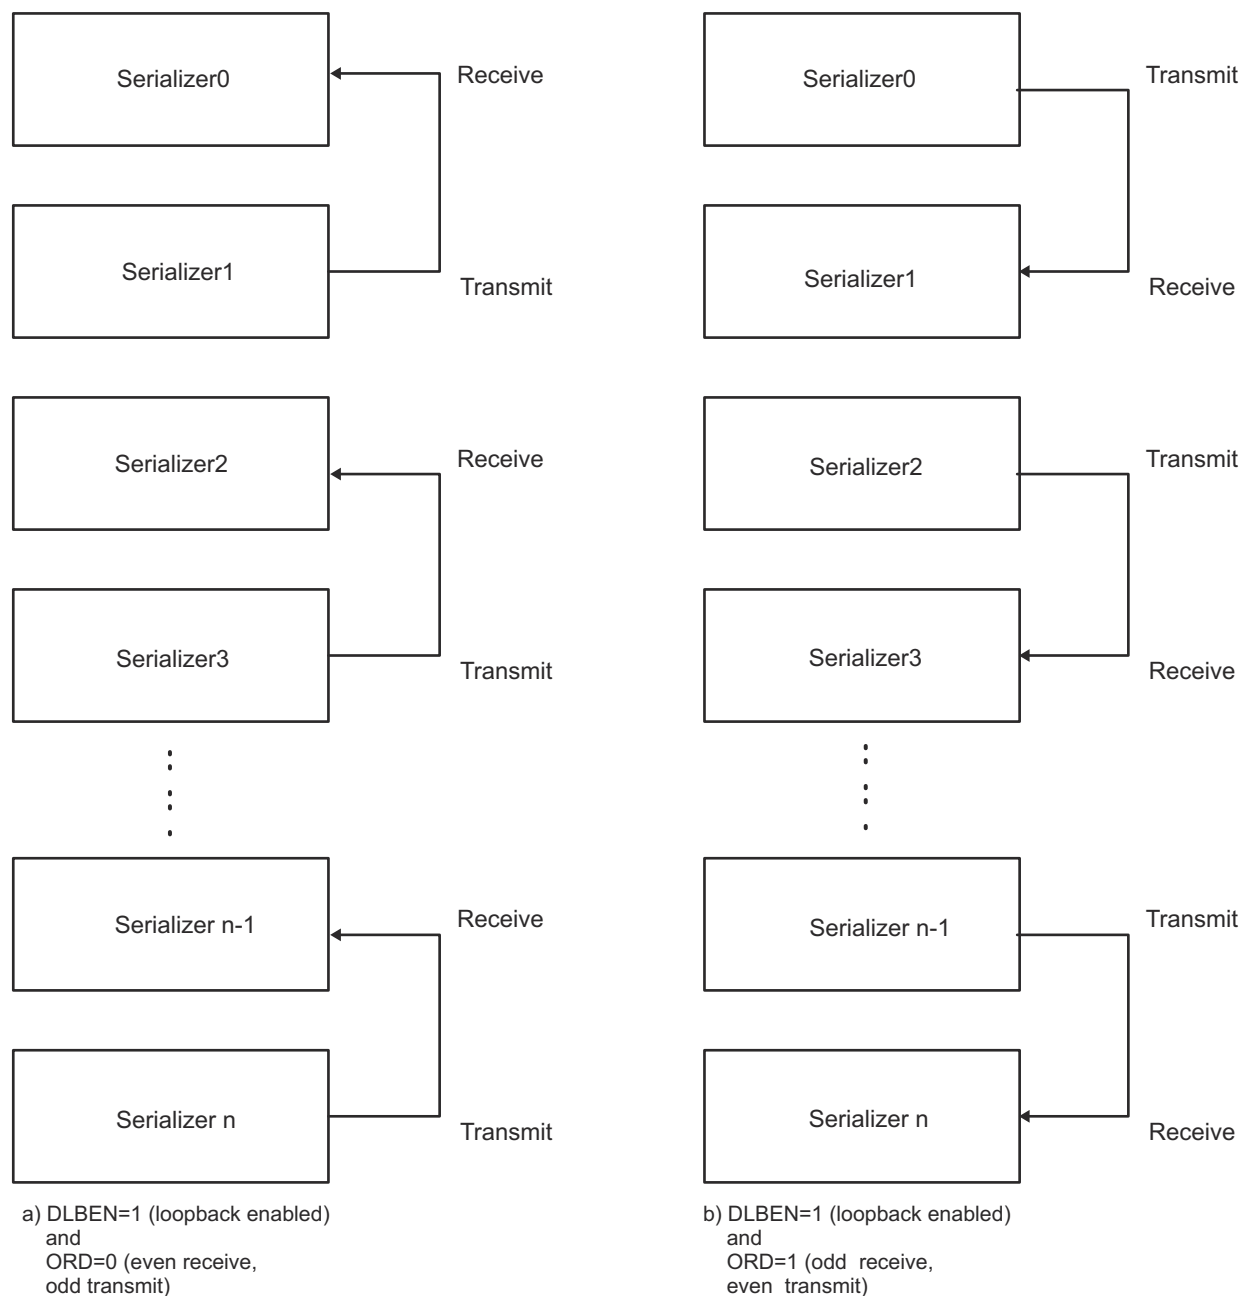 Serializer0
Receive
Serializer1
Transmit
Serializer2
Receive
Serializer3
Transmit
Serializer n-1
Receive
Serializer n
Transmit
a) DLBEN=1 (loopback enabled)
and
ORD=0 (even receive,
odd transmit)
Serializer0
Transmit
Serializer1
Receive
Serializer2
Transmit
Serializer3
Receive
Serializer n-1
Transmit
Serializer n
Receive
b) DLBEN=1 (loopback enabled)
and
ORD=1 (odd receive,
even transmit)